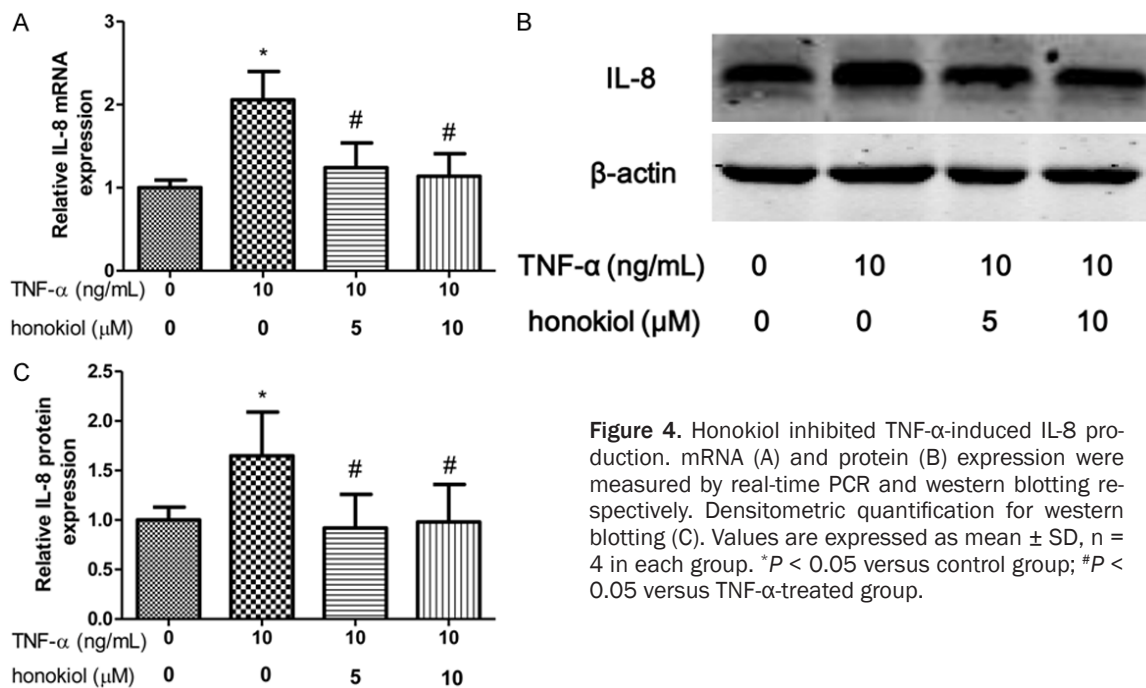 A
Relative IL-8 mRNA
expression
3
2
1
0
*
#
#
TNF-α (ng/mL) 0 10 10 10
honokiol (μM) 0 0 5 10
B
IL-8
β-actin
TNF-α (ng/mL) 0 10 10 10
honokiol (μM) 0 0 5 10
C
Relative IL-8 protein
expression
2.5
2.0
1.5
1.0
0.5
0.0
*
#
#
TNF-α (ng/mL) 0 10 10 10
honokiol (μM) 0 0 5 10
Figure 4. Honokiol inhibited TNF-α-induced IL-8 pro-
duction. mRNA (A) and protein (B) expression were
measured by real-time PCR and western blotting re-
spectively. Densitometric quantification for western
blotting (C). Values are expressed as mean ± SD, n =
4 in each group. *P < 0.05 versus control group; #P <
0.05 versus TNF-α-treated group.